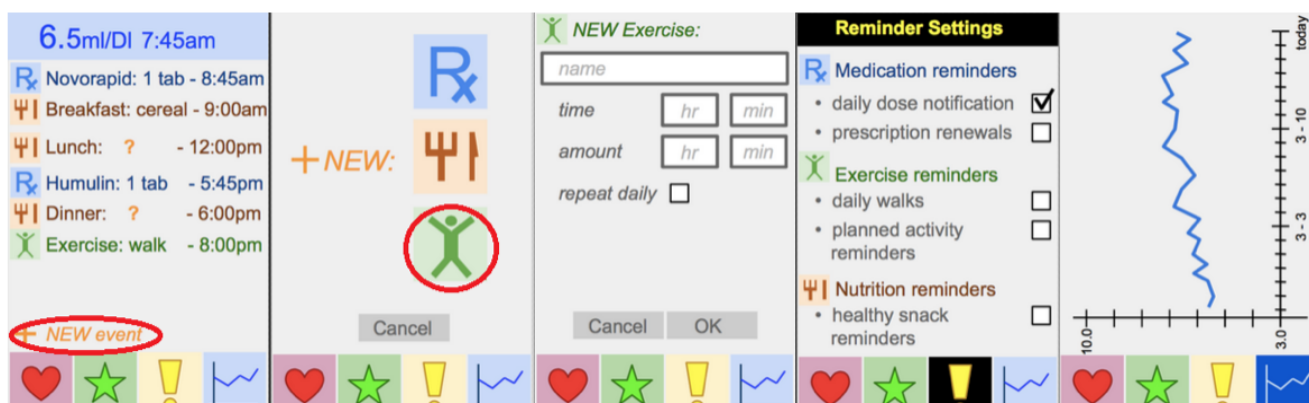 6.5ml/Dl 7:45am
Rx Novorapid: 1 tab - 8:45am
Breakfast: cereal - 9:00am
Lunch: ? - 12:00pm
Rx Humulin: 1 tab - 5:45pm
Dinner: ? - 6:00pm
Exercise: walk - 8:00pm
+ NEW event
Rx
+ NEW:
Cancel
NEW Exercise:
name
time hr min
amount hr min
repeat daily
Cancel OK
Reminder Settings
Rx Medication reminders
• daily dose notification
• prescription renewals
Exercise reminders
• daily walks
• planned activity
reminders
Nutrition reminders
• healthy snack
reminders
today
3 - 10
3 - 3
10.0
3.0